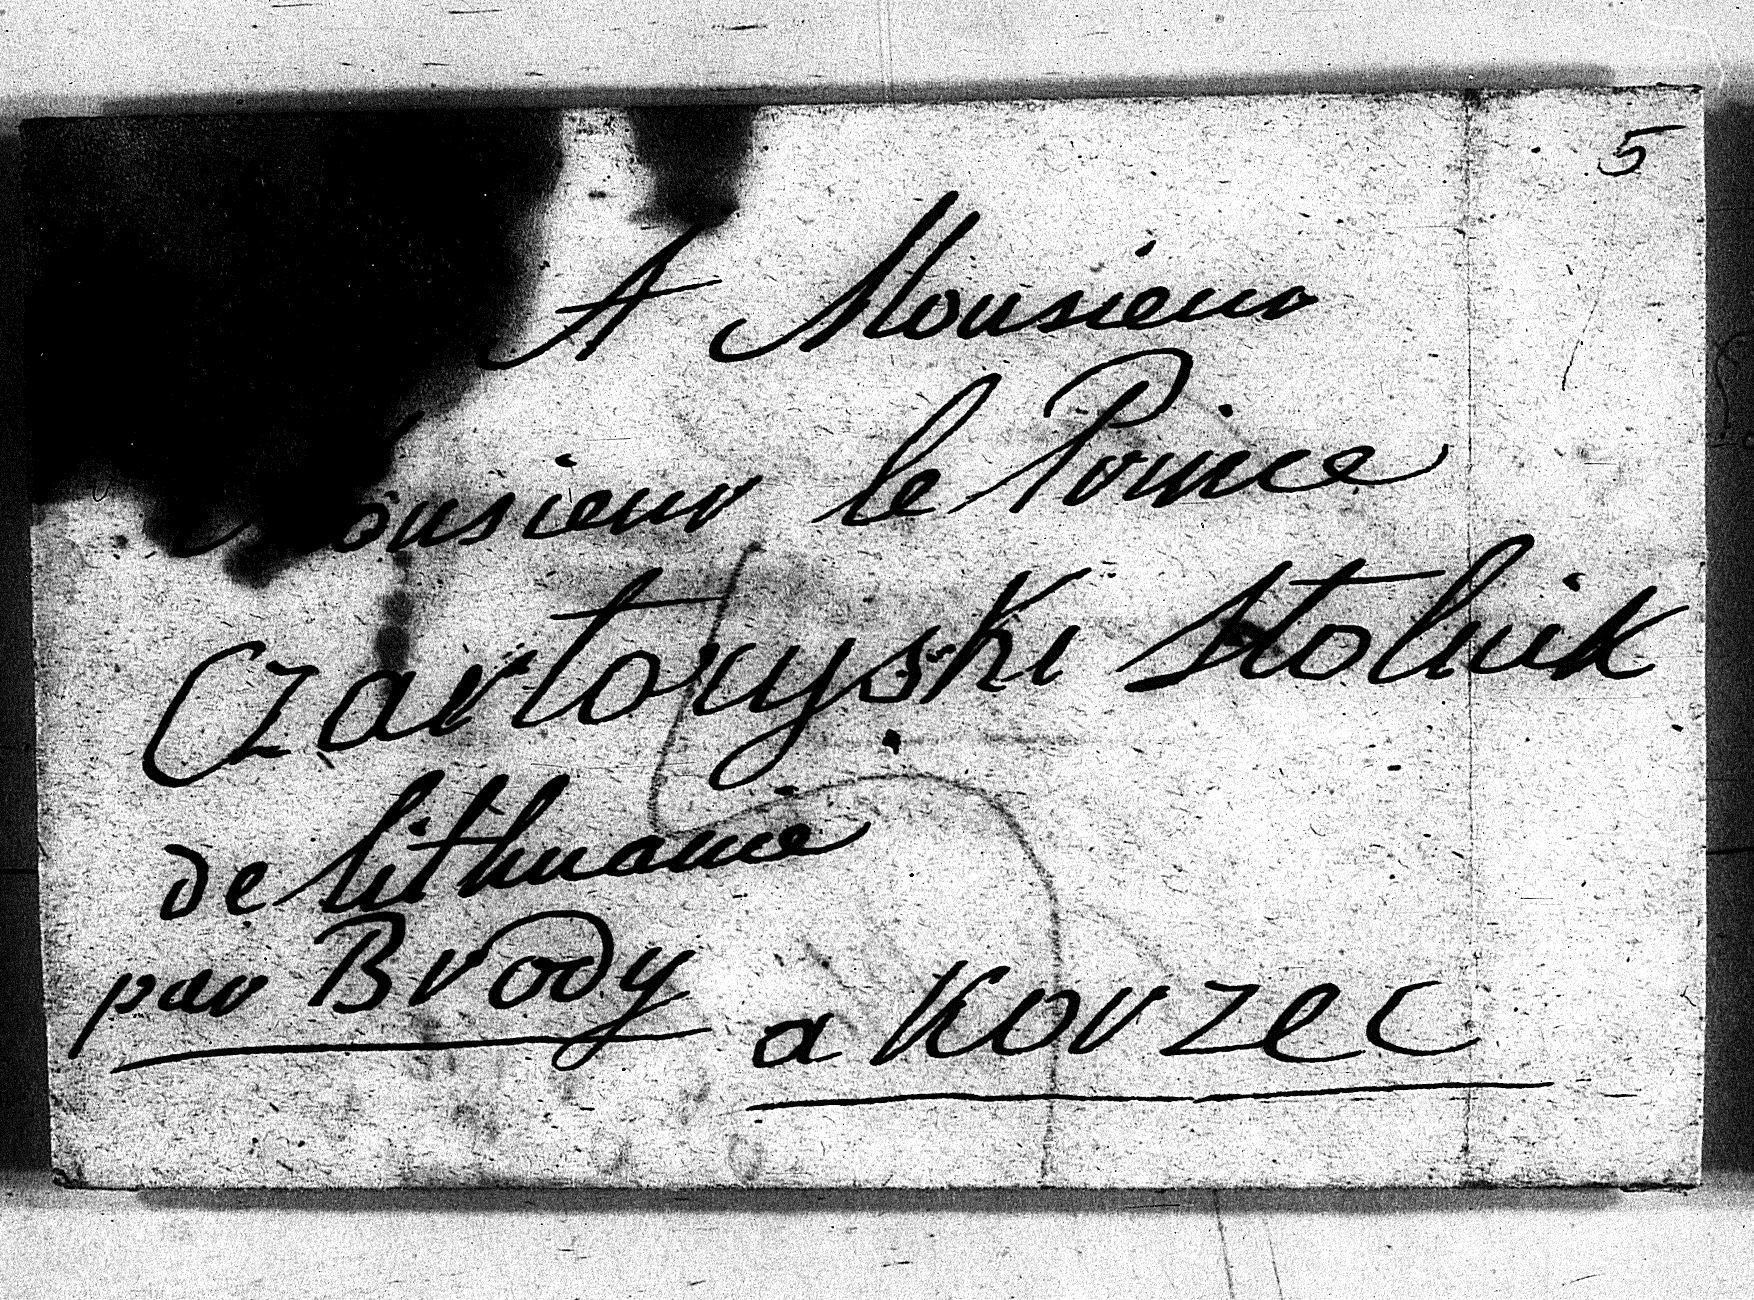 5
A Monsieur
Monsieur le Prince
Czartoryski Stolnik
de Lithuanie
par Brody
a Korzec